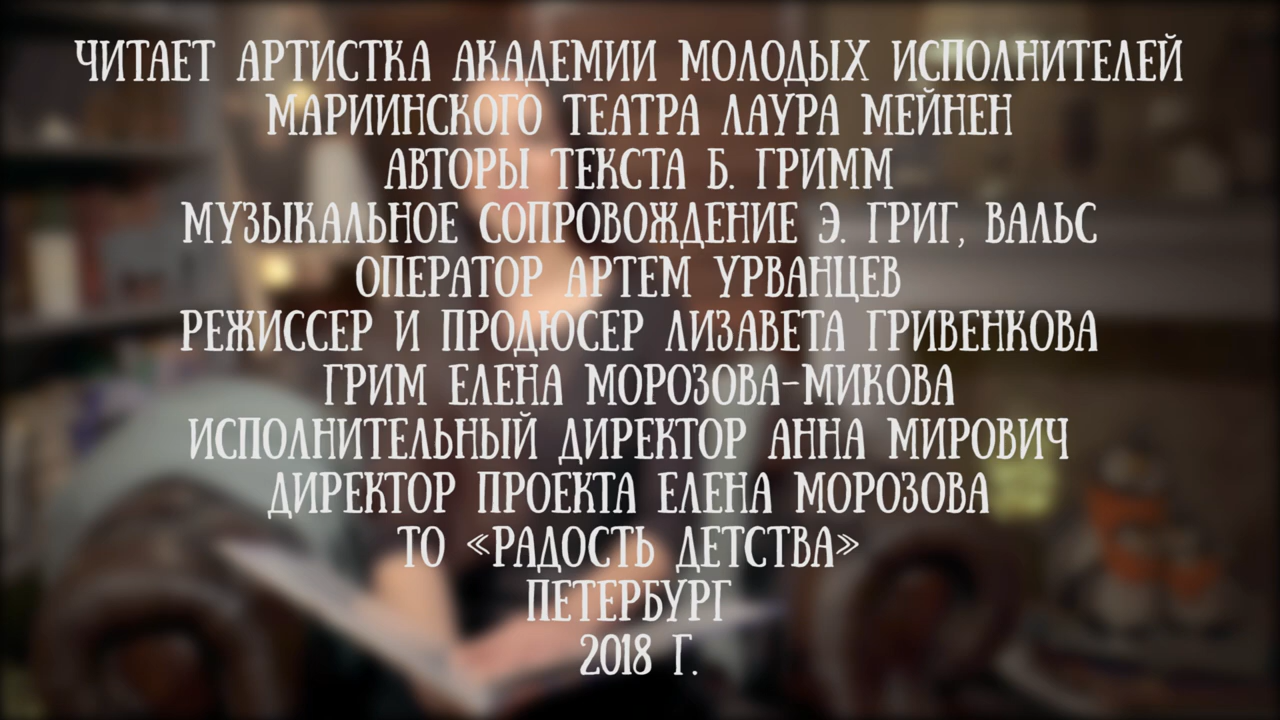 ЧИТАЕТ АРТИСТКА АКАДЕМИИ МОЛОДЫХ ИСПОЛНИТЕЛЕЙ
МАРИИНСКОГО ТЕАТРА ЛАУРА МЕЙНЕН
АВТОРЫ ТЕКСТА Б. ГРИММ
МУЗЫКАЛЬНОЕ СОПРОВОЖДЕНИЕ Э. ГРИГ, ВАЛЬС
ОПЕРАТОР АРТЕМ УРВАНЦЕВ
РЕЖИССЕР И ПРОДЮСЕР ЛИЗАВЕТА ГРИВЕНКОВА
ГРИМ ЕЛЕНА МОРОЗОВА-МИКОВА
ИСПОЛНИТЕЛЬНЫЙ ДИРЕКТОР АННА МИРОВИЧ
ДИРЕКТОР ПРОЕКТА ЕЛЕНА МОРОЗОВА
ТО «РАДОСТЬ ДЕТСТВА»
ПЕТЕРБУРГ
2018 Г.